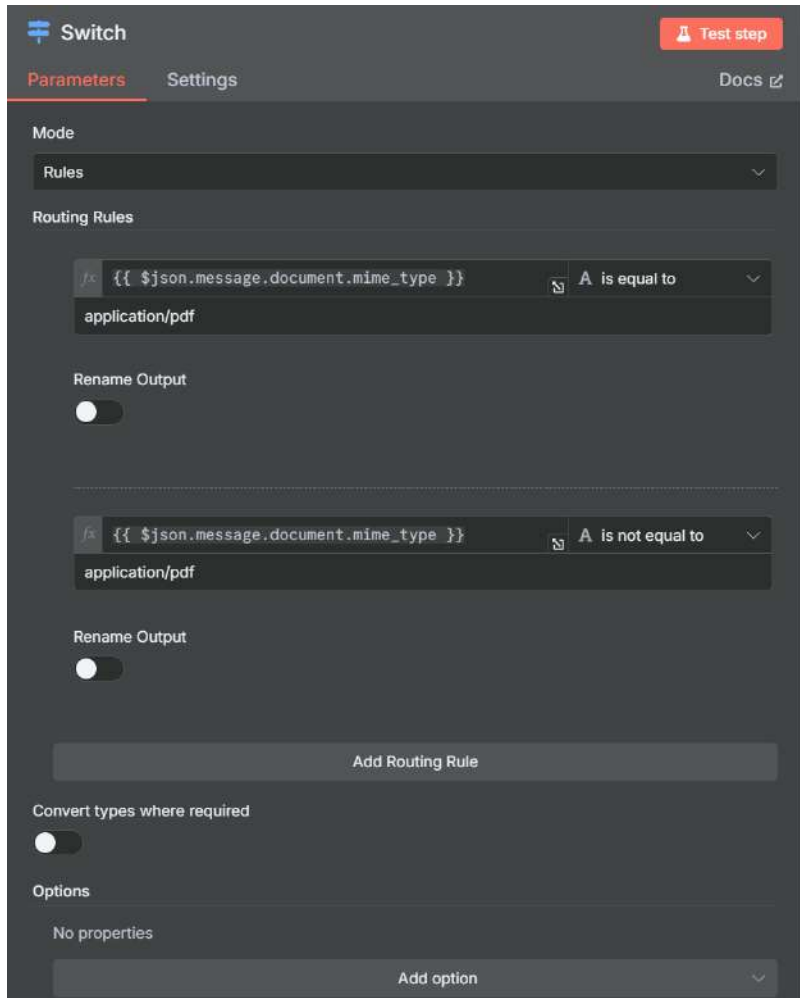 Switch
Test step
Parameters
Settings
Docs
Mode
Rules
Routing Rules
fx {{ $json.message.document.mime_type }} A is equal to
application/pdf
Rename Output
fx {{ $json.message.document.mime_type }} A is not equal to
application/pdf
Rename Output
Add Routing Rule
Convert types where required
Options
No properties
Add option